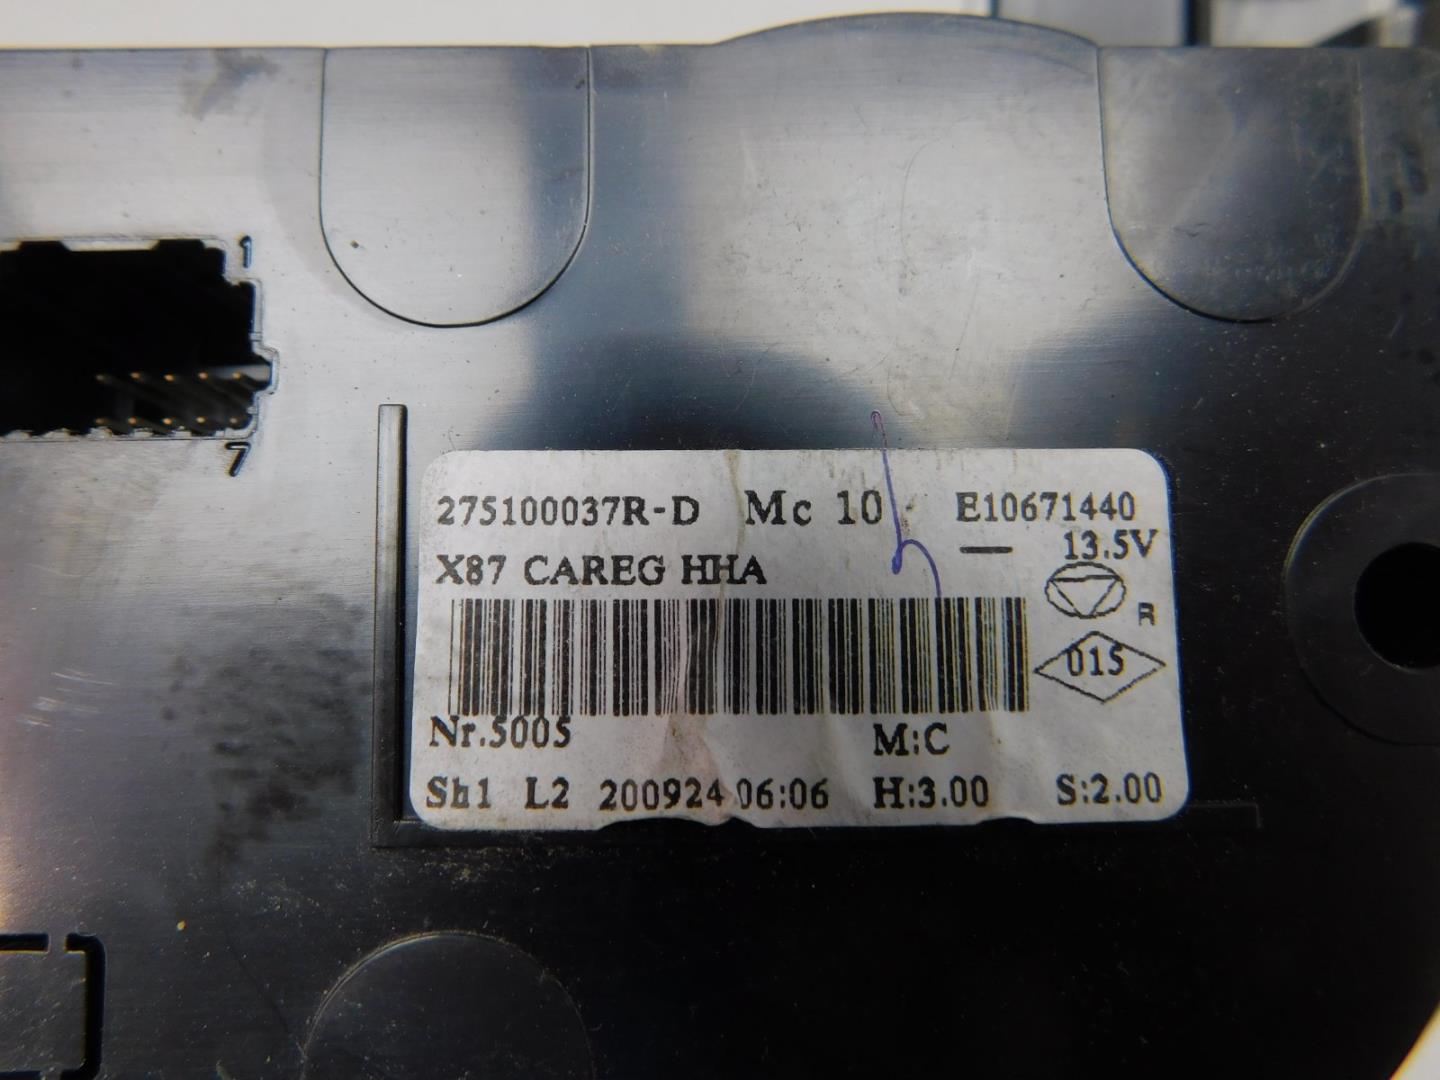 1
7
275100037R-D Mc 10 E10671440
X87 CAREG HHA 13.5V
R
015
Nr.5005 M:C
Sh1 L2 200924 06:06 H:3.00 S:2.00